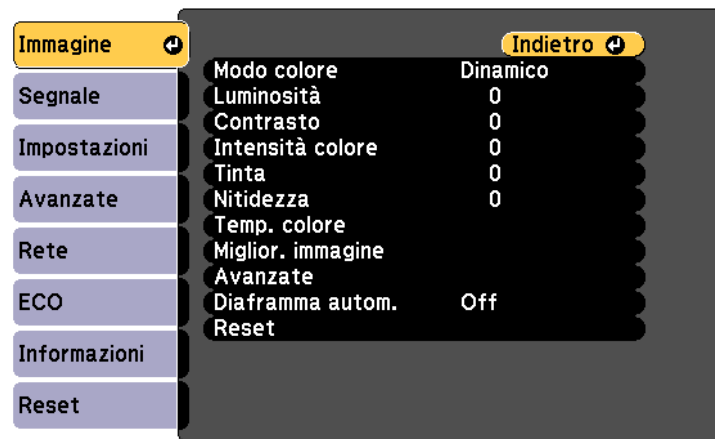 Immagine
Segnale
Impostazioni
Avanzate
Rete
ECO
Informazioni
Reset
Indietro
Modo colore Dinamico
Luminosità 0
Contrasto 0
Intensità colore 0
Tinta 0
Nitidezza 0
Temp. colore
Miglior. immagine
Avanzate
Diaframma autom. Off
Reset